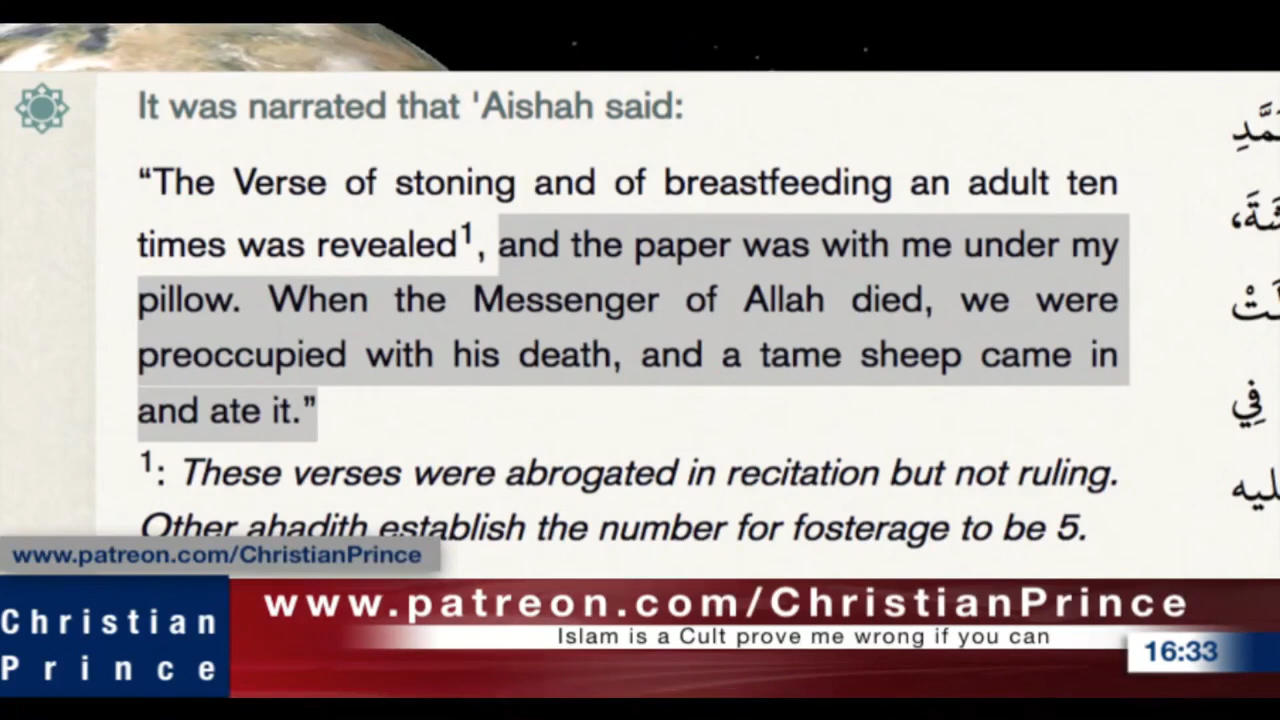 It was narrated that 'Aishah said:
“The Verse of stoning and of breastfeeding an adult ten
times was revealed¹, and the paper was with me under my
pillow. When the Messenger of Allah died, we were
preoccupied with his death, and a tame sheep came in
and ate it.”
¹: These verses were abrogated in recitation but not ruling.
Other ahadith establish the number for fosterage to be 5.
www.patreon.com/ChristianPrince
Christian
Prince
www.patreon.com/ChristianPrince
Islam is a Cult prove me wrong if you can
16:33
فِي